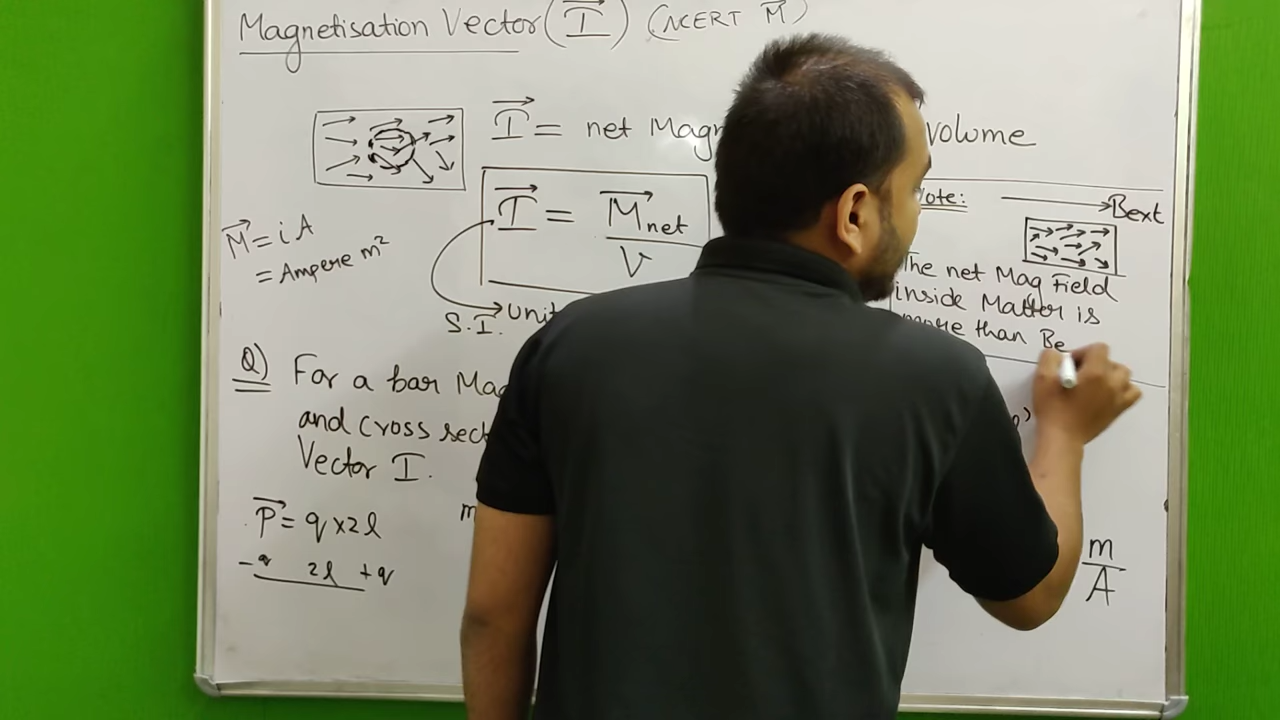 Magnetisation Vector (I) (NCERT M)
I = net Magn volume
I = Mnet / V
M = iA
= Ampere m²
S.I. unit
Note:
Bext
The net Mag Field
inside Matter is
more than Be
Q) For a bar Mag
and cross sect
Vector I.
P = q x 2l
-q 2l +q
m
m / A